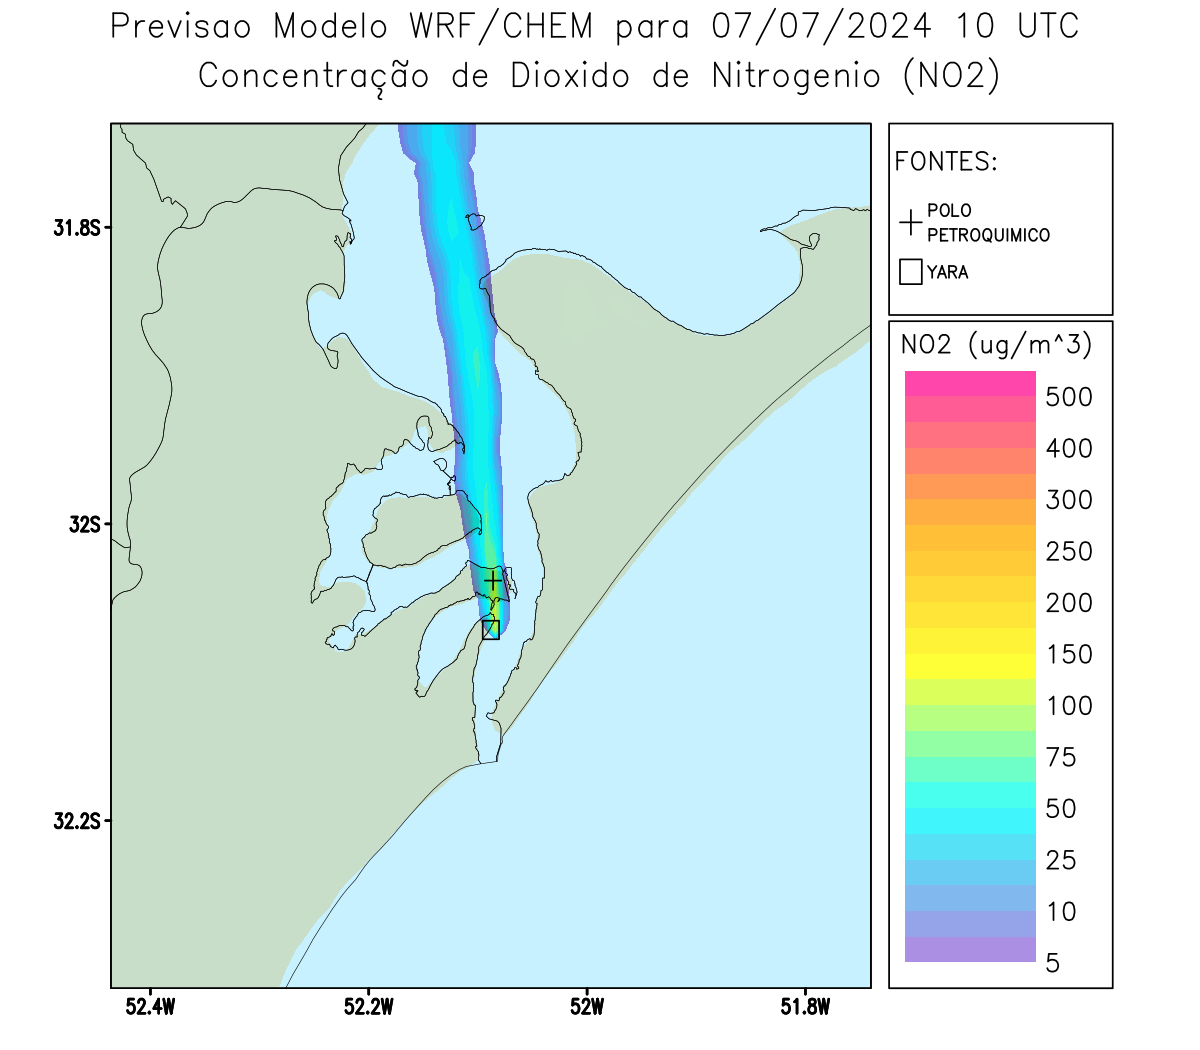 Previsao Modelo WRF/CHEM para 07/07/2024 10 UTC
Concentração de Dioxido de Nitrogenio (NO2)
FONTES:
POLO
PETROQUIMICO
YARA
NO2 (ug/m^3)
500
400
300
250
200
150
100
75
50
25
10
5
31.8S
32S
32.2S
52.4W
52.2W
52W
51.8W